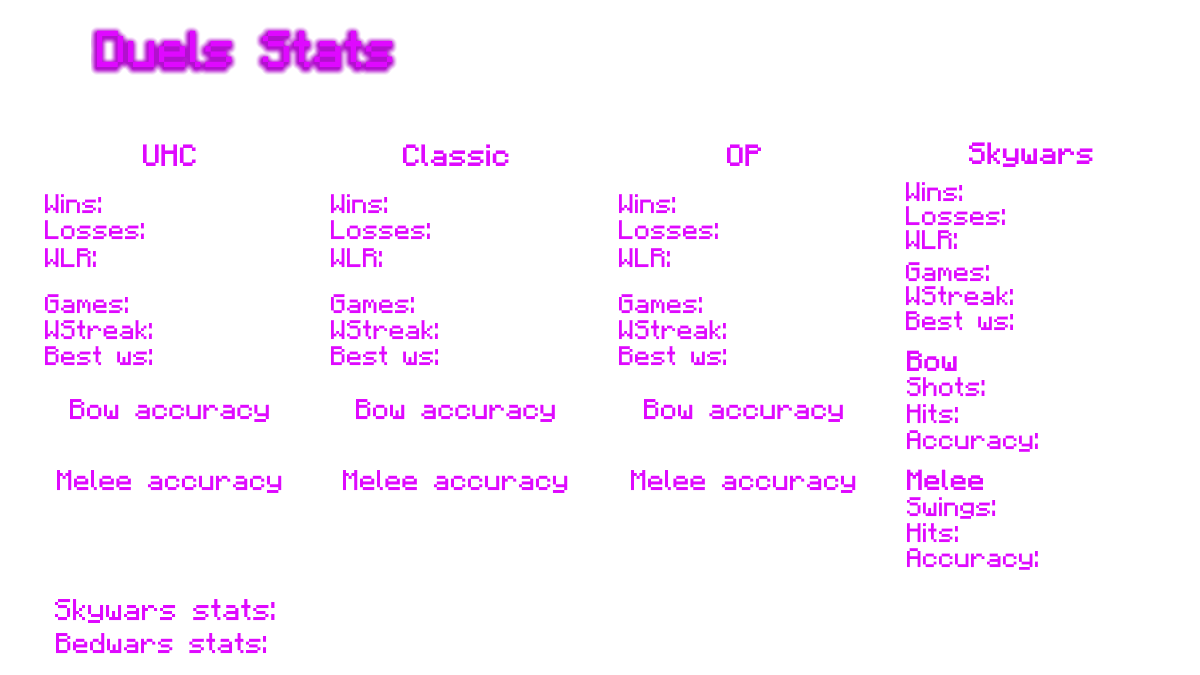 Duels Stats
UHC
Wins:
Losses:
WLR:
Games:
WStreak:
Best ws:
Bow accuracy
Melee accuracy
Classic
Wins:
Losses:
WLR:
Games:
WStreak:
Best ws:
Bow accuracy
Melee accuracy
OP
Wins:
Losses:
WLR:
Games:
WStreak:
Best ws:
Bow accuracy
Melee accuracy
Skywars
Wins:
Losses:
WLR:
Games:
WStreak:
Best ws:
Bow
Shots:
Hits:
Accuracy:
Melee
Swings:
Hits:
Accuracy:
Skywars stats:
Bedwars stats: